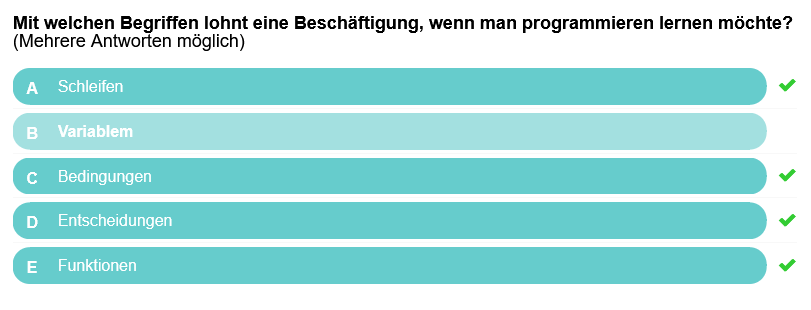 Mit welchen Begriffen lohnt eine Beschäftigung, wenn man programmieren lernen möchte?
(Mehrere Antworten möglich)
A Schleifen
B Variablem
C Bedingungen
D Entscheidungen
E Funktionen